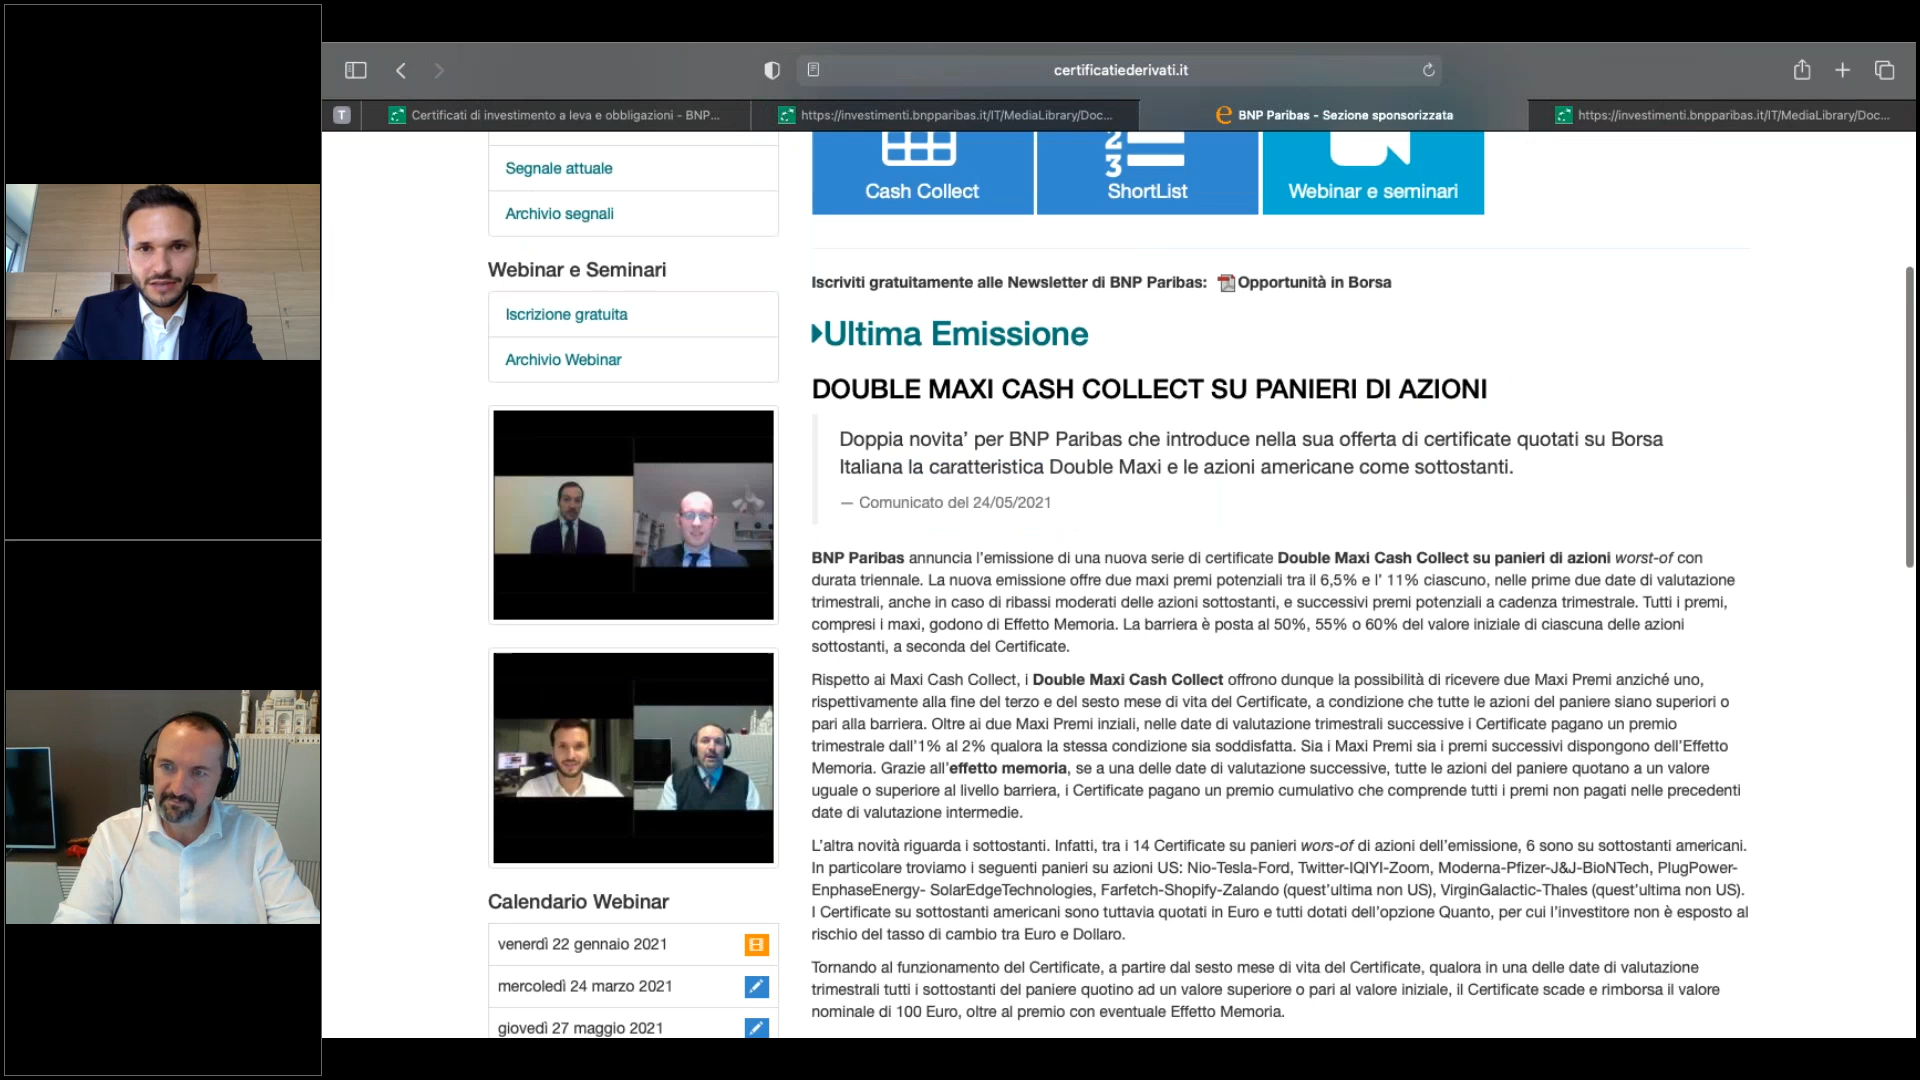 certificatiederivati.it
T
Certificati di investimento a leva e obbligazioni - BNP...
https://investimenti.bnpparibas.it/IT/MediaLibrary/Doc...
BNP Paribas - Sezione sponsorizzata
https://investimenti.bnpparibas.it/IT/MediaLibrary/Doc...
Segnale attuale
Archivio segnali
Webinar e Seminari
Iscrizione gratuita
Archivio Webinar
Calendario Webinar
venerdì 22 gennaio 2021
mercoledì 24 marzo 2021
giovedì 27 maggio 2021
2
3
Cash Collect
ShortList
Webinar e seminari
Iscriviti gratuitamente alle Newsletter di BNP Paribas: Opportunità in Borsa
Ultima Emissione
DOUBLE MAXI CASH COLLECT SU PANIERI DI AZIONI
Doppia novita’ per BNP Paribas che introduce nella sua offerta di certificate quotati su Borsa
Italiana la caratteristica Double Maxi e le azioni americane come sottostanti.
— Comunicato del 24/05/2021
BNP Paribas annuncia l’emissione di una nuova serie di certificate Double Maxi Cash Collect su panieri di azioni worst-of con
durata triennale. La nuova emissione offre due maxi premi potenziali tra il 6,5% e l’ 11% ciascuno, nelle prime due date di valutazione
trimestrali, anche in caso di ribassi moderati delle azioni sottostanti, e successivi premi potenziali a cadenza trimestrale. Tutti i premi,
compresi i maxi, godono di Effetto Memoria. La barriera è posta al 50%, 55% o 60% del valore iniziale di ciascuna delle azioni
sottostanti, a seconda del Certificate.
Rispetto ai Maxi Cash Collect, i Double Maxi Cash Collect offrono dunque la possibilità di ricevere due Maxi Premi anziché uno,
rispettivamente alla fine del terzo e del sesto mese di vita del Certificate, a condizione che tutte le azioni del paniere siano superiori o
pari alla barriera. Oltre ai due Maxi Premi inziali, nelle date di valutazione trimestrali successive i Certificate pagano un premio
trimestrale dall’1% al 2% qualora la stessa condizione sia soddisfatta. Sia i Maxi Premi sia i premi successivi dispongono dell’Effetto
Memoria. Grazie all’effetto memoria, se a una delle date di valutazione successive, tutte le azioni del paniere quotano a un valore
uguale o superiore al livello barriera, i Certificate pagano un premio cumulativo che comprende tutti i premi non pagati nelle precedenti
date di valutazione intermedie.
L’altra novità riguarda i sottostanti. Infatti, tra i 14 Certificate su panieri wors-of di azioni dell’emissione, 6 sono su sottostanti americani.
In particolare troviamo i seguenti panieri su azioni US: Nio-Tesla-Ford, Twitter-IQIYI-Zoom, Moderna-Pfizer-J&J-BioNTech, PlugPower-
EnphaseEnergy- SolarEdgeTechnologies, Farfetch-Shopify-Zalando (quest’ultima non US), VirginGalactic-Thales (quest’ultima non US).
I Certificate su sottostanti americani sono tuttavia quotati in Euro e tutti dotati dell’opzione Quanto, per cui l’investitore non è esposto al
rischio del tasso di cambio tra Euro e Dollaro.
Tornando al funzionamento del Certificate, a partire dal sesto mese di vita del Certificate, qualora in una delle date di valutazione
trimestrali tutti i sottostanti del paniere quotino ad un valore superiore o pari al valore iniziale, il Certificate scade e rimborsa il valore
nominale di 100 Euro, oltre al premio con eventuale Effetto Memoria.